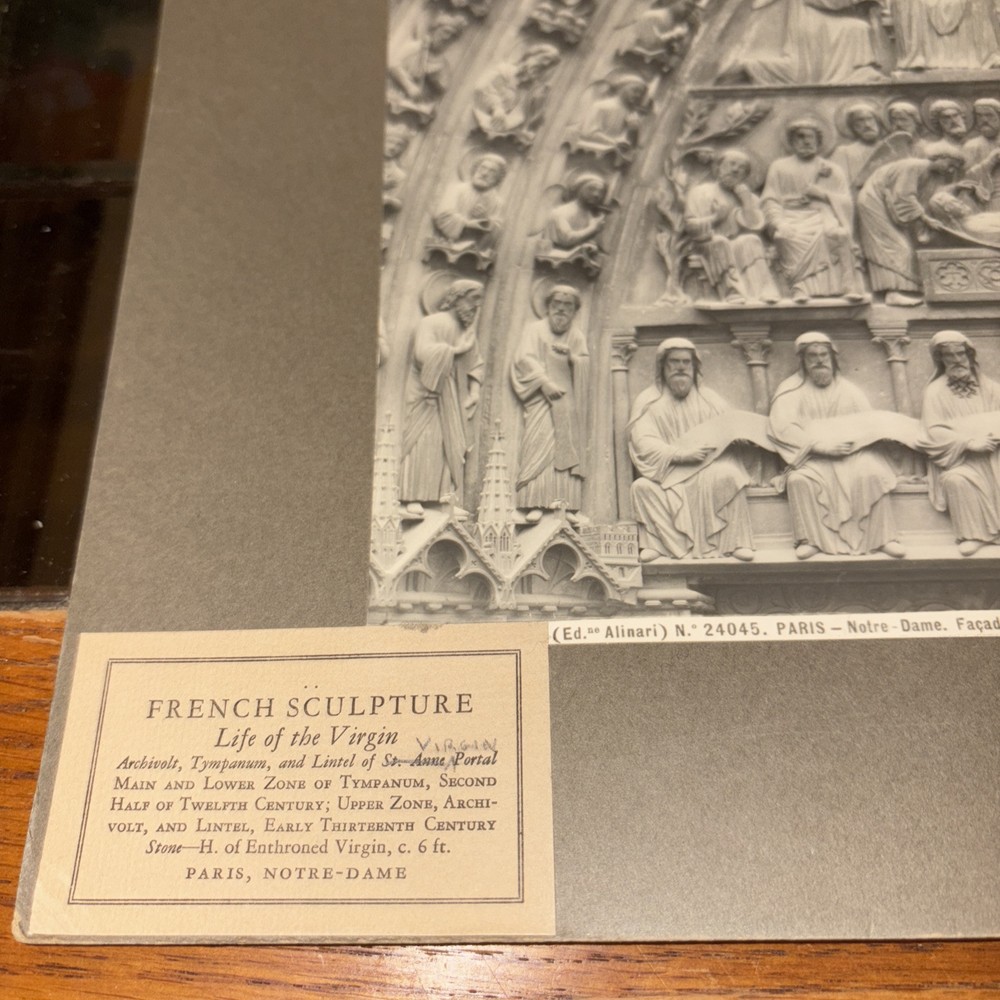 (Ed.ne Alinari) N.º 24045. PARIS – Notre-Dame. Façad
FRENCH SCULPTURE
Life of the Virgin
VIRGIN
Archivolt, Tympanum, and Lintel of St. Anne Portal
MAIN AND LOWER ZONE OF TYMPANUM, SECOND
HALF OF TWELFTH CENTURY; UPPER ZONE, ARCHI-
VOLT, AND LINTEL, EARLY THIRTEENTH CENTURY
Stone—H. of Enthroned Virgin, c. 6 ft.
PARIS, NOTRE-DAME